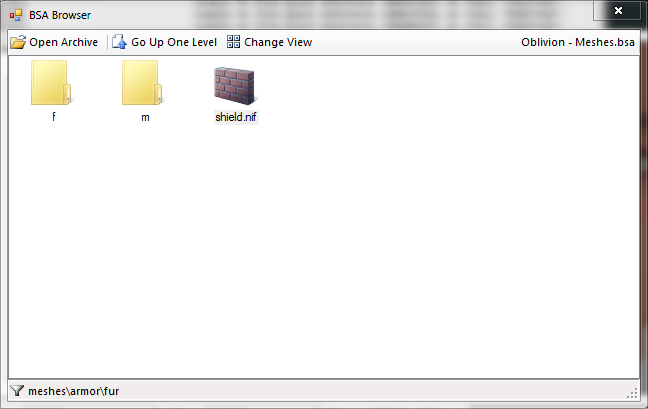 BSA Browser
Open Archive Go Up One Level Change View Oblivion - Meshes.bsa
f m shield.nif
meshes\armor\fur